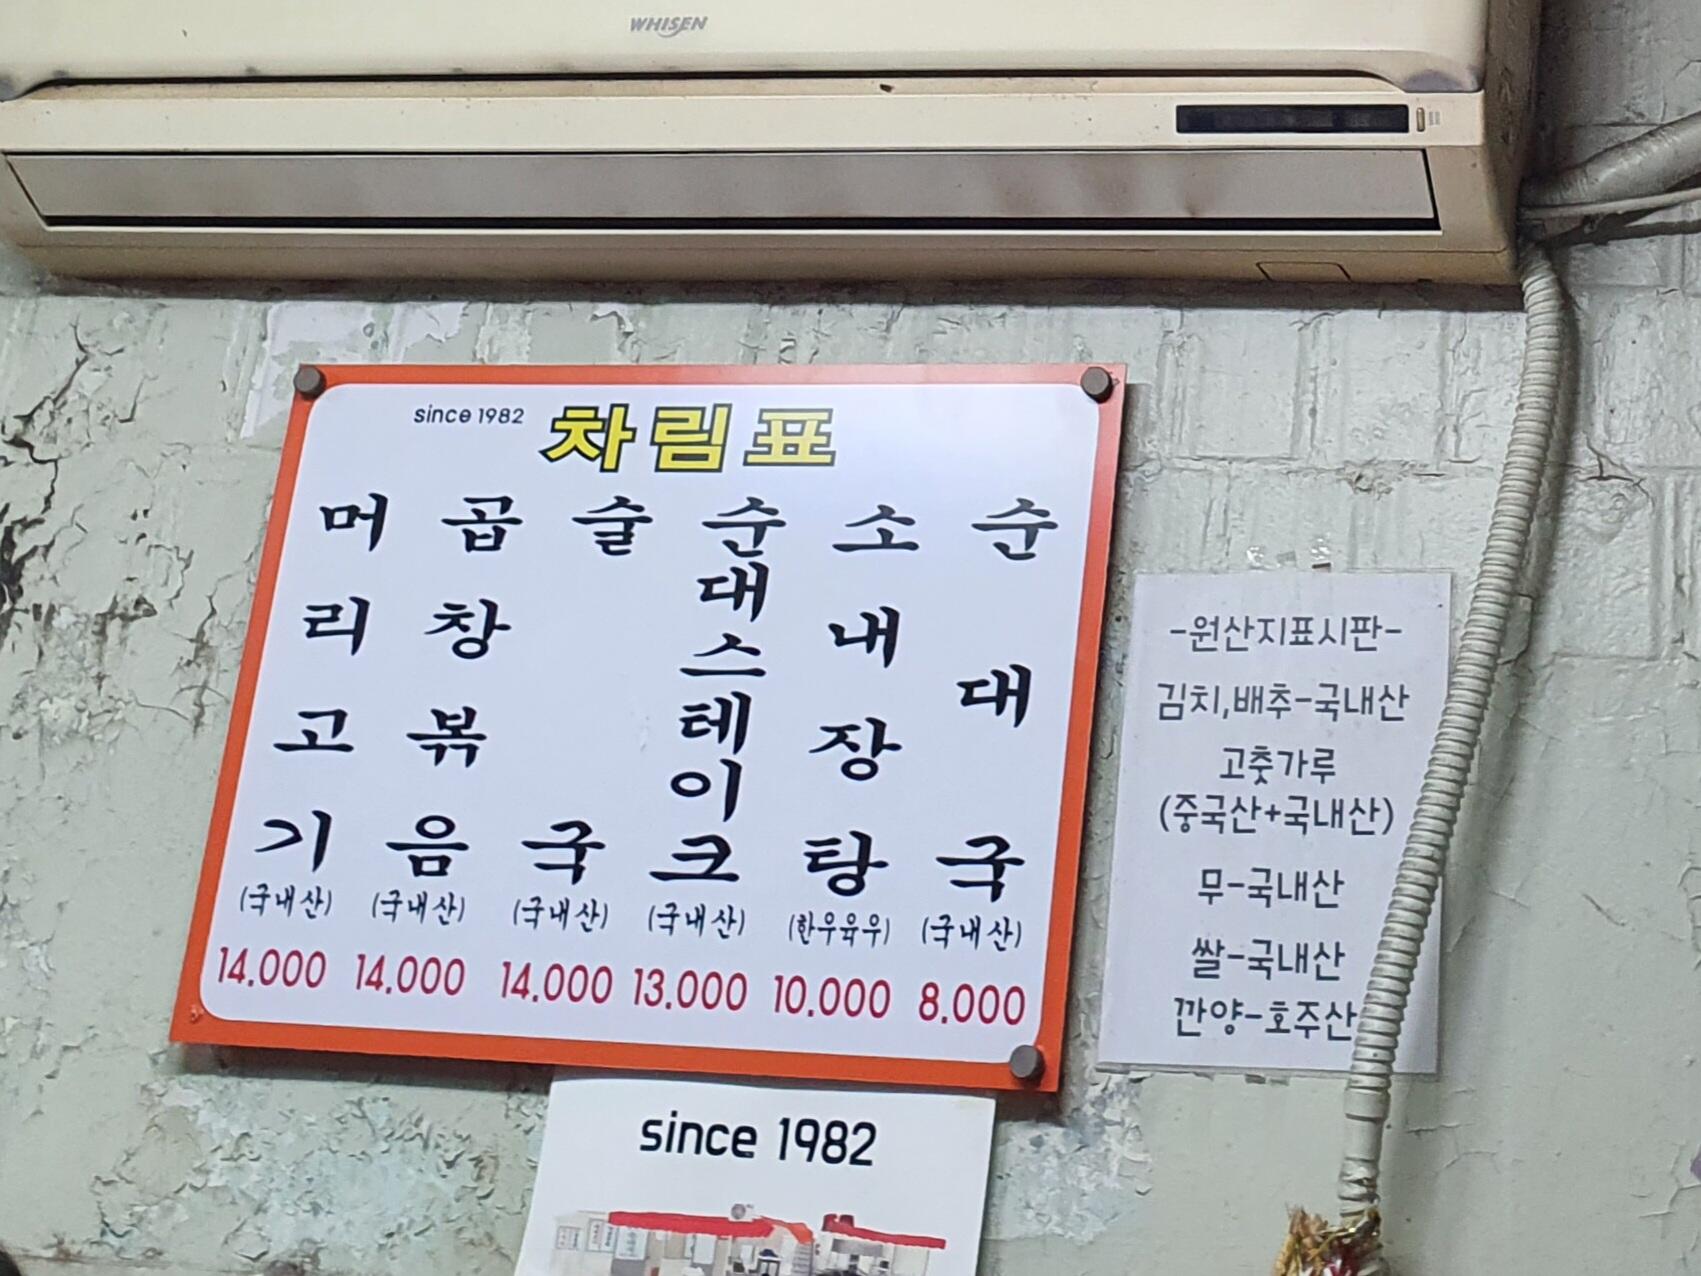 WHISEN
since 1982 차림표
머리고기
(국내산)
14.000
곱창볶음
(국내산)
14.000
술국
(국내산)
14.000
순대스테이크
(국내산)
13.000
소내장탕
(한우육우)
10.000
순대국
(국내산)
8.000
-원산지표시판-
김치,배추-국내산
고춧가루
(중국산+국내산)
무-국내산
쌀-국내산
깐양-호주산
since 1982